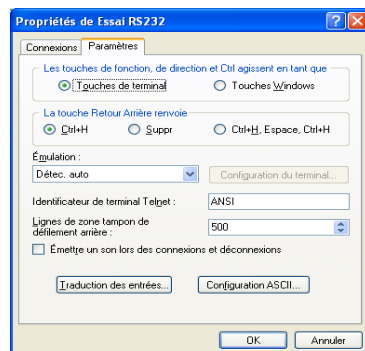 Propriétés de Essai RS232
Connexions Paramètres
Les touches de fonction, de direction et Ctrl agissent en tant que
Touches de terminal Touches Windows
La touche Retour Arrière renvoie
Ctrl+H Suppr Ctrl+H, Espace, Ctrl+H
Émulation :
Détec. auto Configuration du terminal...
Identificateur de terminal Telnet : ANSI
Lignes de zone tampon de
défilement arrière : 500
Émettre un son lors des connexions et déconnexions
Traduction des entrées... Configuration ASCII...
OK Annuler